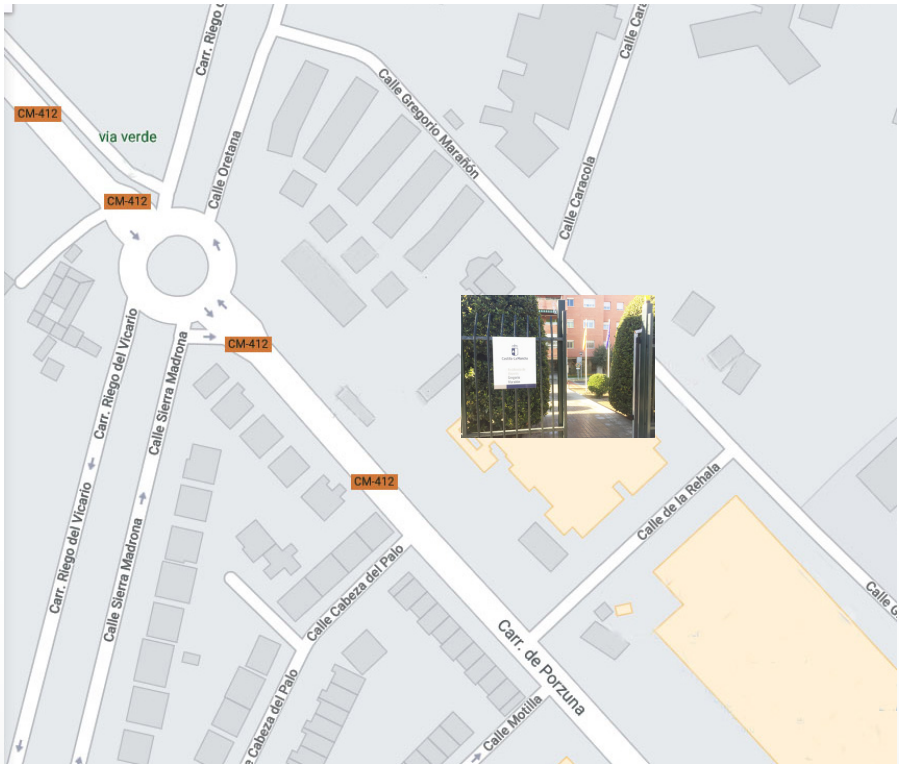 Carr. Riego d
Calle Cara
CM-412
Calle Gregorio Marañón
via verde
Calle Oretana
Calle Caracola
CM-412
Castilla-La Mancha
CM-412
Carr. Riego del Vicario
Calle Sierra Madrona
CM-412
Calle de la Rehala
Carr. Riego del Vicario
Calle Sierra Madrona
Calle Cabeza del Palo
Calle G
Carr. de Porzuna
e Cabeza del Palo
Calle Motilla